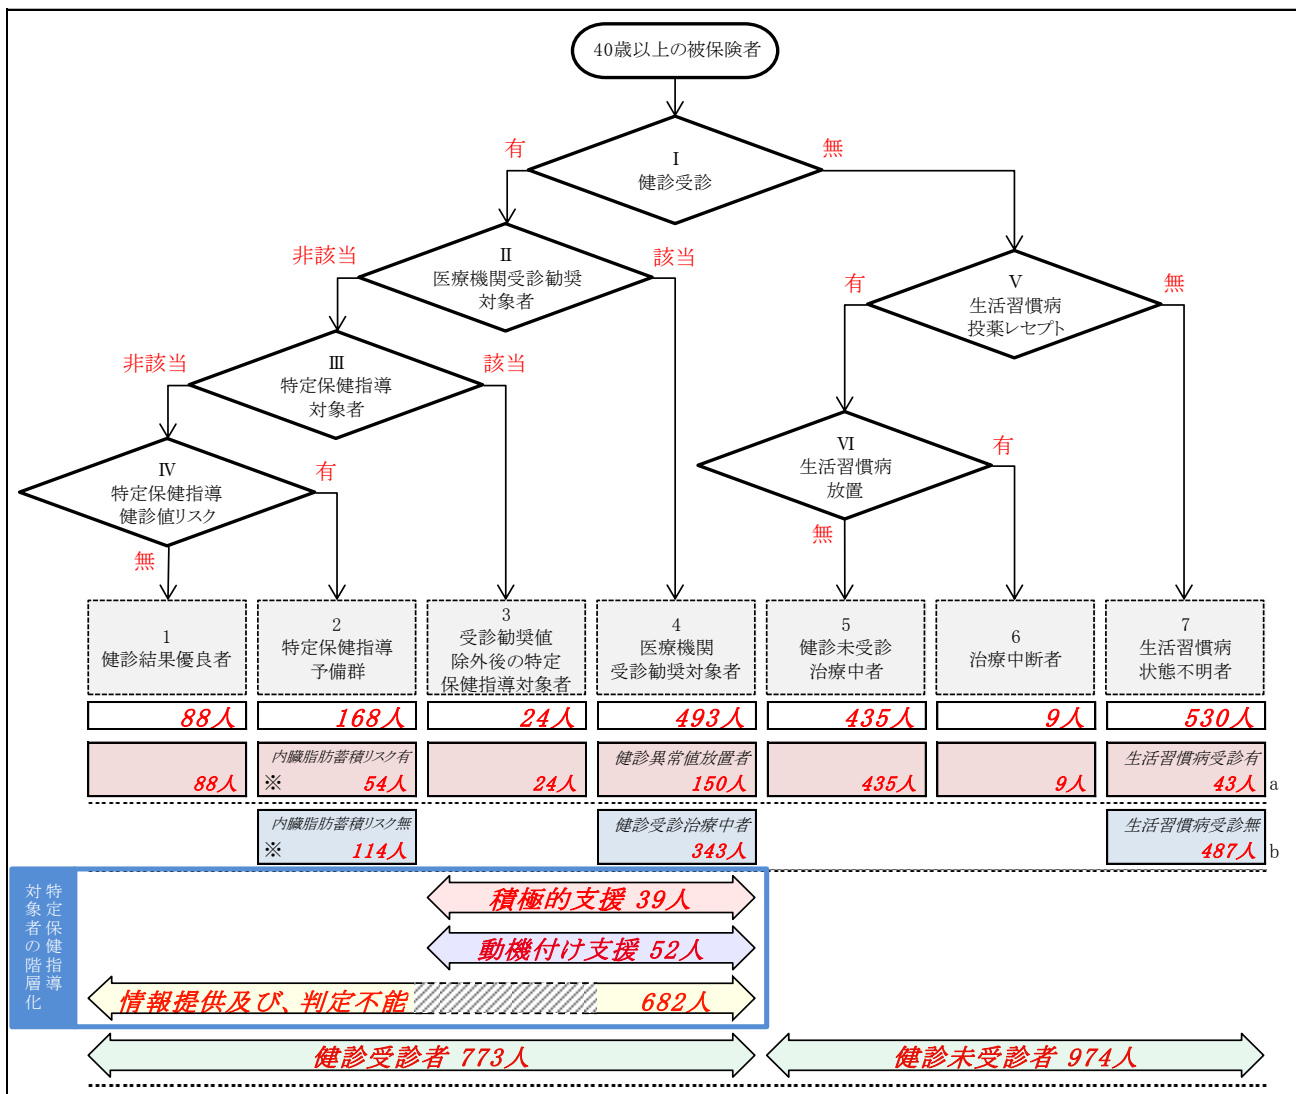 40歳以上の被保険者
有
Ⅰ
健診受診
無
非該当
Ⅱ
医療機関受診勧奨
対象者
該当
有
Ⅴ
生活習慣病
投薬レセプト
無
非該当
Ⅲ
特定保健指導
対象者
該当
Ⅳ
特定保健指導
健診値リスク
有
無
Ⅵ
生活習慣病
放置
有
無
1
健診結果優良者
2
特定保健指導
予備群
3
受診勧奨値
除外後の特定
保健指導対象者
4
医療機関
受診勧奨対象者
5
健診未受診
治療中者
6
治療中断者
7
生活習慣病
状態不明者
88人
168人
24人
493人
435人
9人
530人
88人
内臓脂肪蓄積リスク有
※ 54人
24人
健診異常値放置者
150人
435人
9人
生活習慣病受診有
43人
a
内臓脂肪蓄積リスク無
※ 114人
健診受診治療中者
343人
生活習慣病受診無
487人
b
特定保健指導
対象者の階層化
積極的支援 39人
動機付け支援 52人
情報提供及び、判定不能 682人
健診受診者 773人
健診未受診者 974人